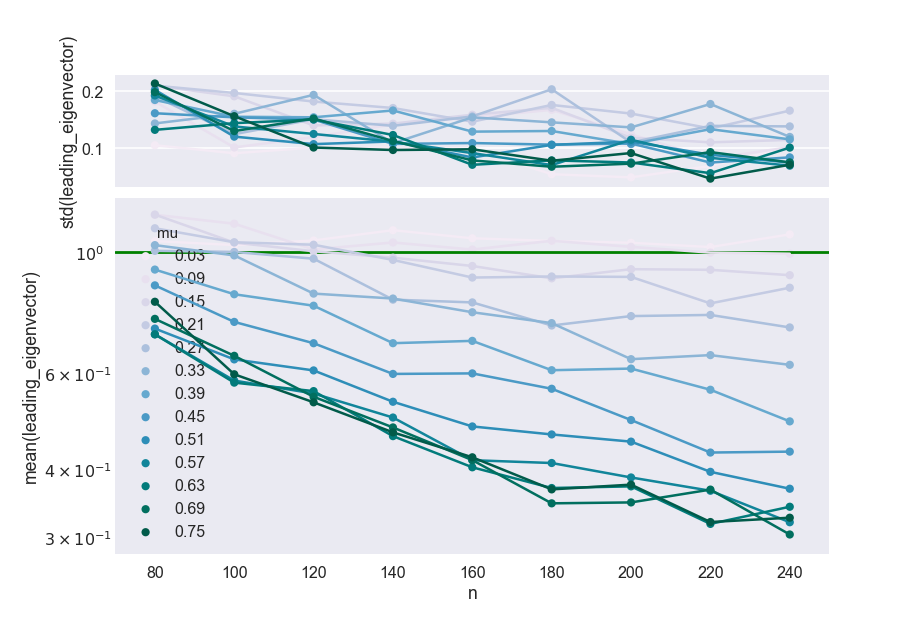 std(leading_eigenvector)
0.2
0.1
mean(leading_eigenvector)
10⁰
6 × 10⁻¹
4 × 10⁻¹
3 × 10⁻¹
mu
0.03
0.09
0.15
0.21
0.27
0.33
0.39
0.45
0.51
0.57
0.63
0.69
0.75
80 100 120 140 160 180 200 220 240
n